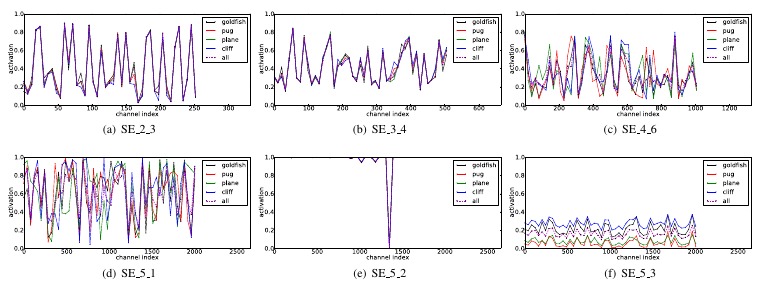 1.0
0.8
0.6
0.4
0.2
0.0
activation
goldfish
pug
plane
cliff
all
50 100 150 200 250 300
channel index
(a) SE_2_3
1.0
0.8
0.6
0.4
0.2
0.0
activation
goldfish
pug
plane
cliff
all
100 200 300 400 500 600
channel index
(b) SE_3_4
1.0
0.8
0.6
0.4
0.2
0.0
activation
goldfish
pug
plane
cliff
all
200 400 600 800 1000 1200
channel index
(c) SE_4_6
1.0
0.8
0.6
0.4
0.2
0.0
activation
goldfish
pug
plane
cliff
all
0 500 1000 1500 2000 2500
channel index
(d) SE_5_1
1.0
0.8
0.6
0.4
0.2
0.0
activation
goldfish
pug
plane
cliff
all
0 500 1000 1500 2000 2500
channel index
(e) SE_5_2
1.0
0.8
0.6
0.4
0.2
0.0
activation
goldfish
pug
plane
cliff
all
0 500 1000 1500 2000 2500
channel index
(f) SE_5_3